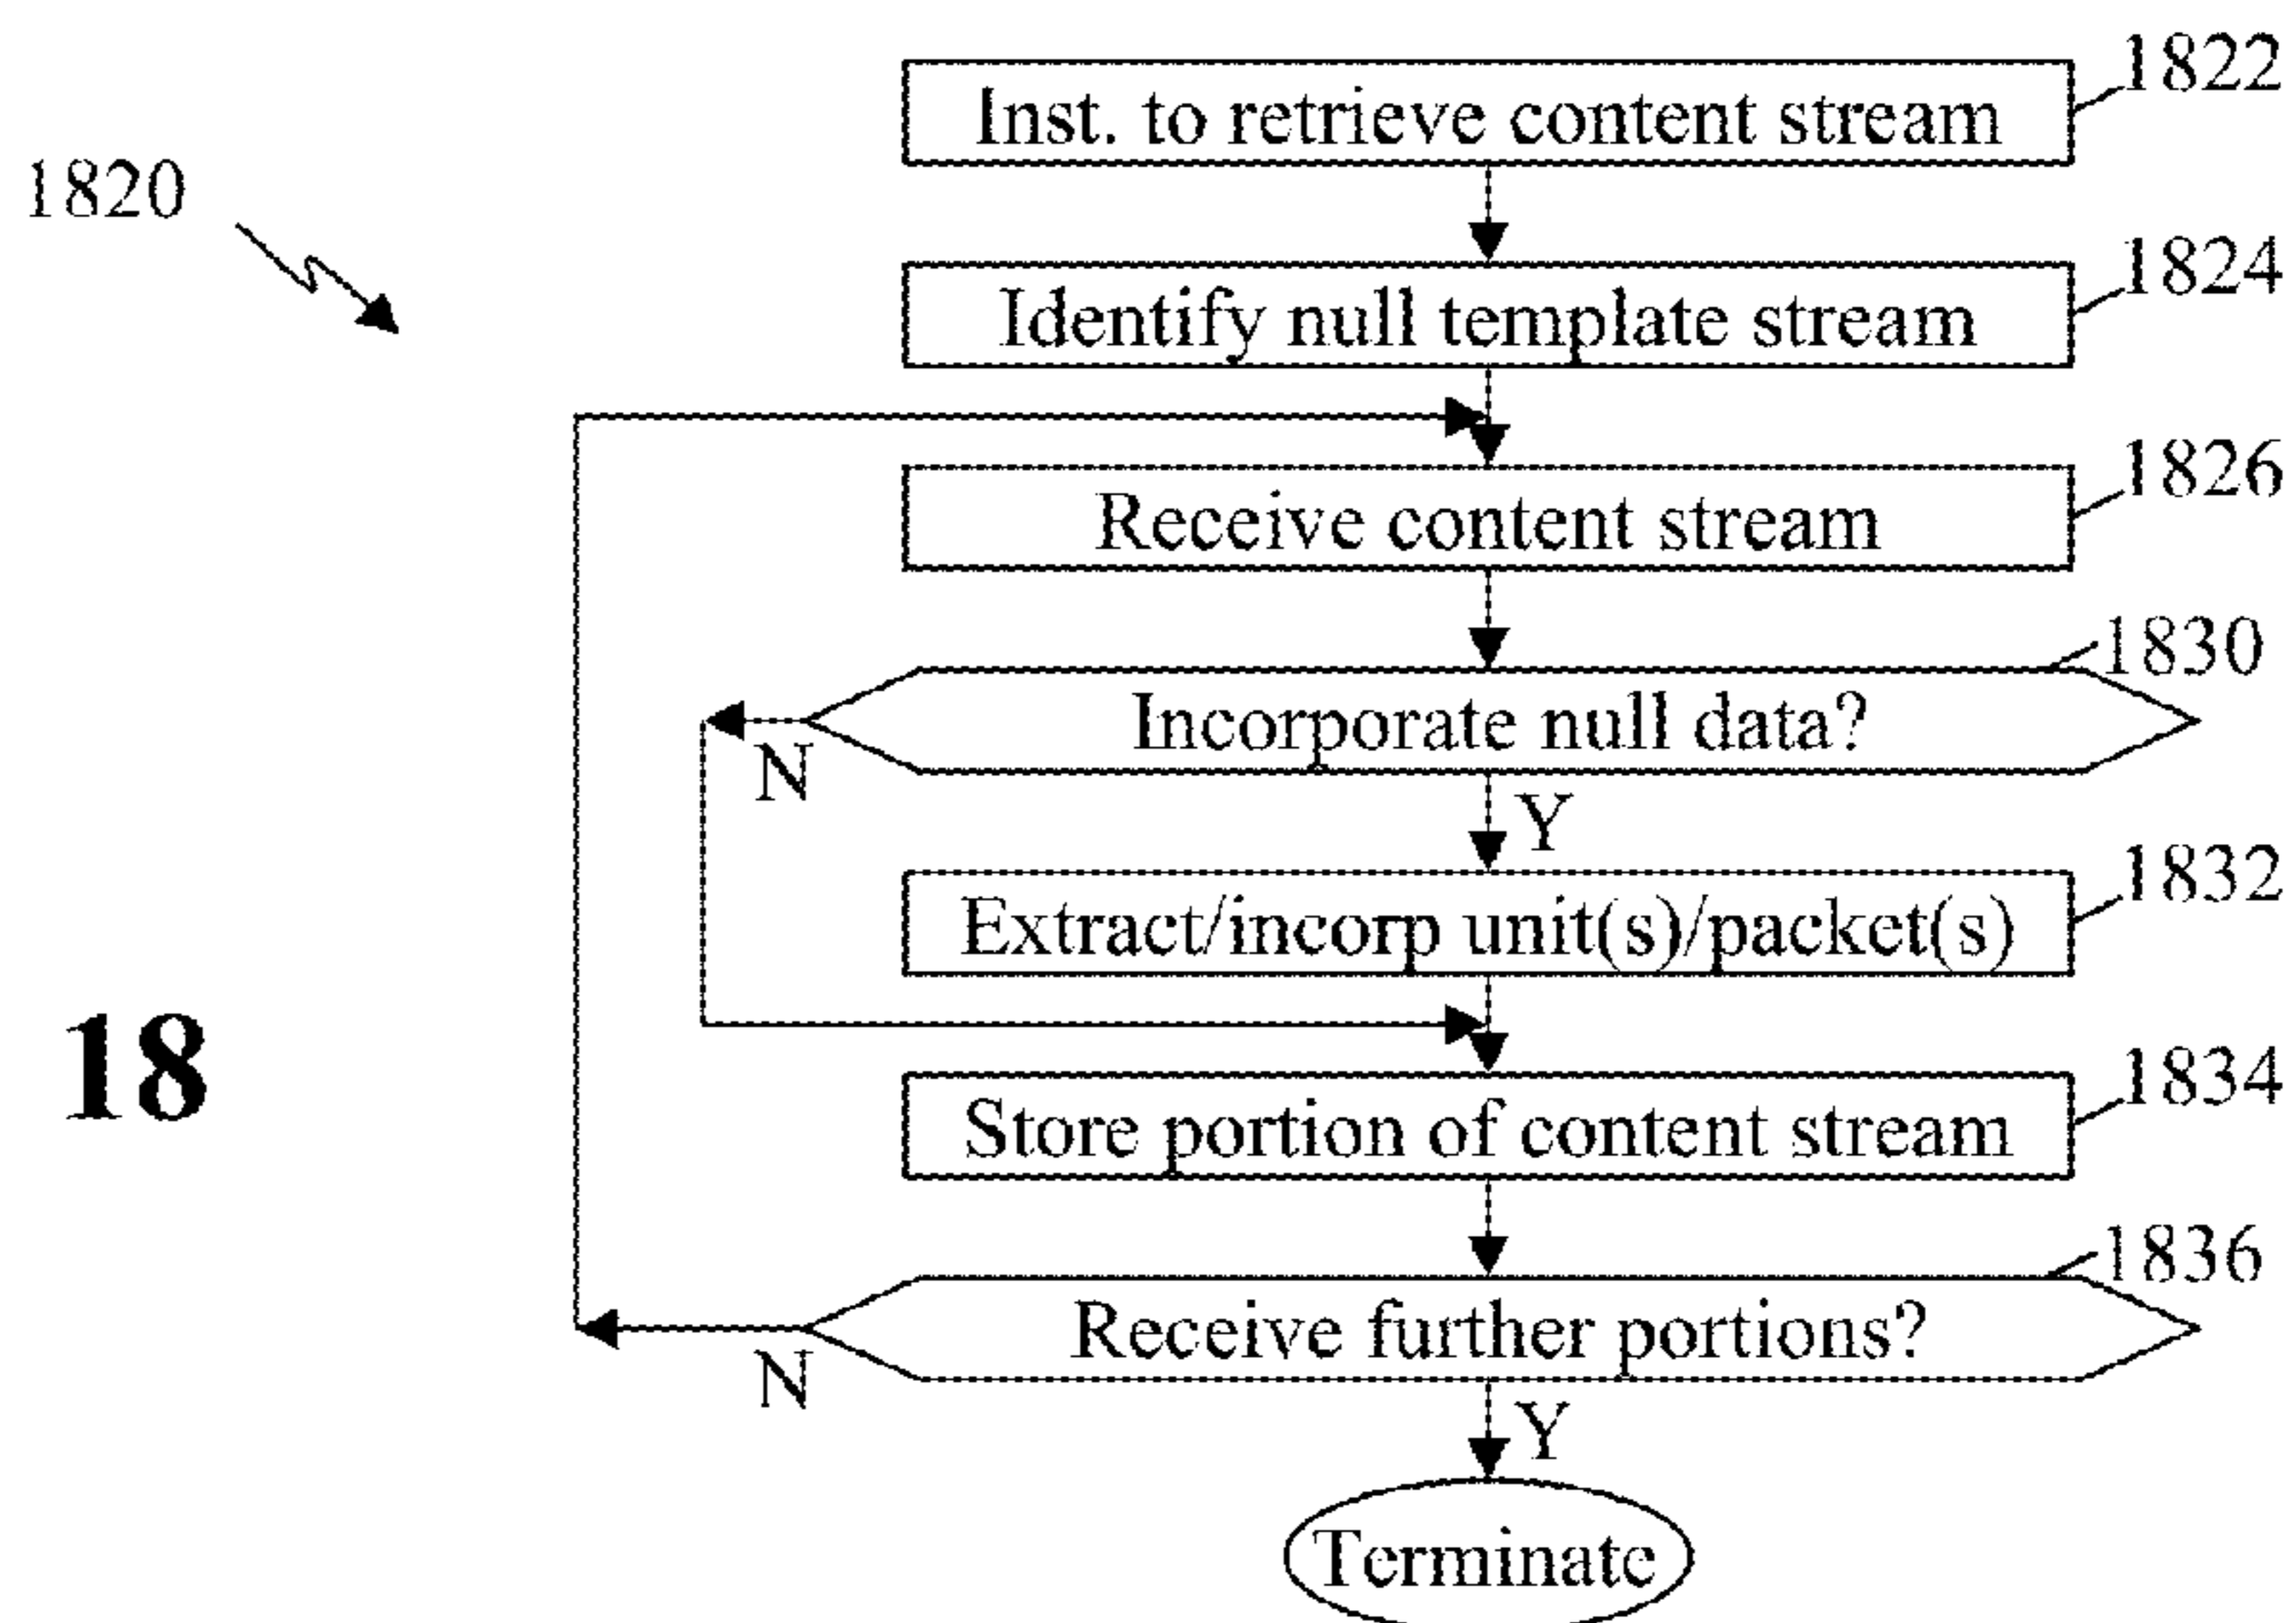 1822
Inst. to retrieve content stream
1820
1824
Identify null template stream
1826
Receive content stream
1830
Incorporate null data?
N
Y
1832
Extract/incorp unit(s)/packet(s)
18
1834
Store portion of content stream
1836
Receive further portions?
N
Y
Terminate